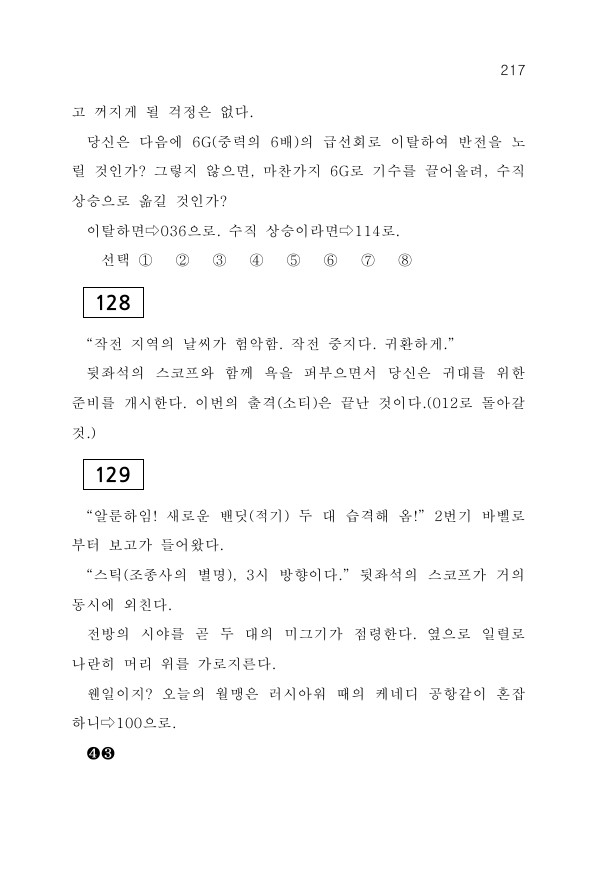 217
고 꺼지게 될 걱정은 없다.
당신은 다음에 6G(중력의 6배)의 급선회로 이탈하여 반전을 노
릴 것인가? 그렇지 않으면, 마찬가지 6G로 기수를 끌어올려, 수직
상승으로 옮길 것인가?
이탈하면⇨036으로. 수직 상승이라면⇨114로.
선택 ① ② ③ ④ ⑤ ⑥ ⑦ ⑧
128
“작전 지역의 날씨가 험악함. 작전 중지다. 귀환하게.”
뒷좌석의 스코프와 함께 욕을 퍼부으면서 당신은 귀대를 위한
준비를 개시한다. 이번의 출격(소티)은 끝난 것이다.(012로 돌아갈
것.)
129
“알룬하임! 새로운 밴딧(적기) 두 대 습격해 옴!” 2번기 바벨로
부터 보고가 들어왔다.
“스틱(조종사의 별명), 3시 방향이다.” 뒷좌석의 스코프가 거의
동시에 외친다.
전방의 시야를 곧 두 대의 미그기가 점령한다. 옆으로 일렬로
나란히 머리 위를 가로지른다.
웬일이지? 오늘의 월맹은 러시아워 때의 케네디 공항같이 혼잡
하니⇨100으로.
❹❸